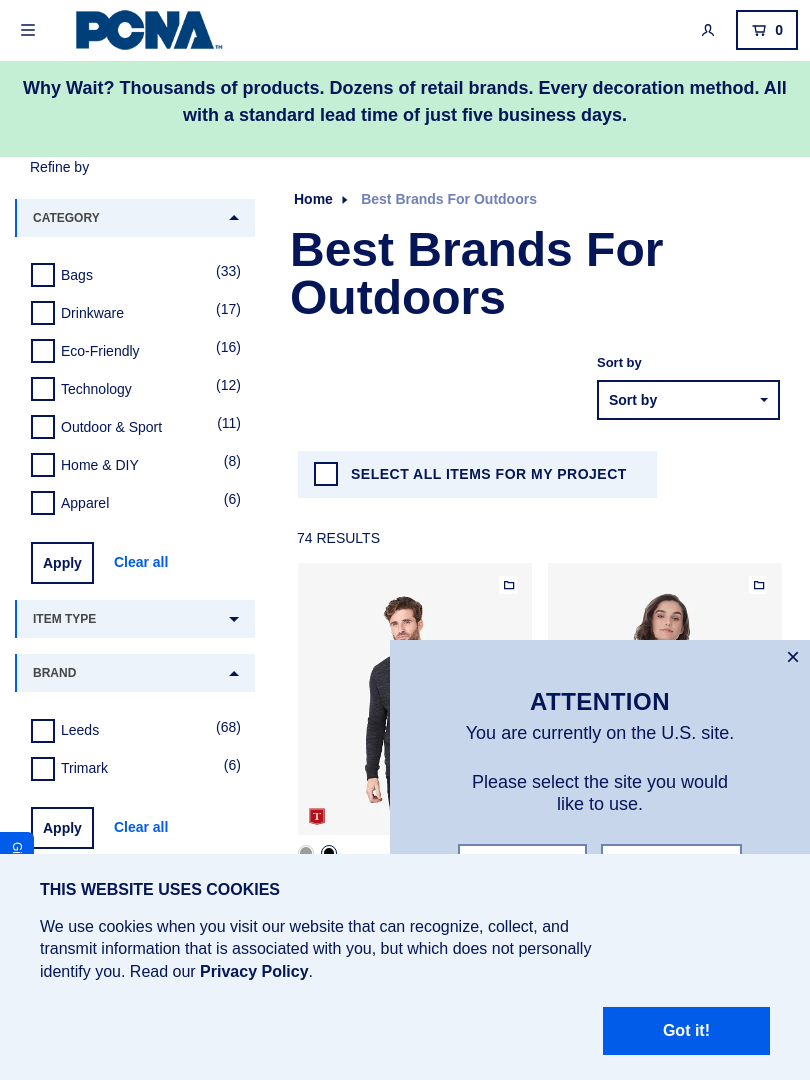 PCNA™
0
Why Wait? Thousands of products. Dozens of retail brands. Every decoration method. All
with a standard lead time of just five business days.
Refine by
CATEGORY
Bags (33)
Drinkware (17)
Eco-Friendly (16)
Technology (12)
Outdoor & Sport (11)
Home & DIY (8)
Apparel (6)
Apply Clear all
ITEM TYPE
BRAND
Leeds (68)
Trimark (6)
Apply Clear all
Home Best Brands For Outdoors
Best Brands For
Outdoors
Sort by
Sort by
SELECT ALL ITEMS FOR MY PROJECT
74 RESULTS
T
ATTENTION
You are currently on the U.S. site.
Please select the site you would
like to use.
THIS WEBSITE USES COOKIES
We use cookies when you visit our website that can recognize, collect, and
transmit information that is associated with you, but which does not personally
identify you. Read our Privacy Policy.
Got it!